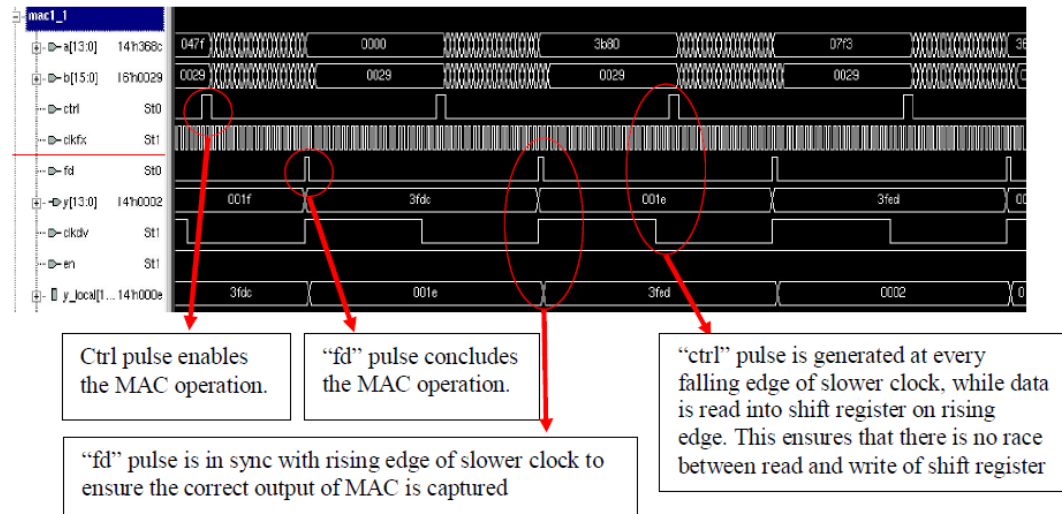 mac1_1
a[13:0] 14'h368c 047f 0000 3b80 07f3 36
b[15:0] 16'h0029 0029 0029 0029 0029
ctrl St0
clkfx St1
fd St0
y[13:0] 14'h0002 001f 3fdc 001e 3fed 00
clkdv St1
en St1
y_local[1... 14'h000e 3fdc 001e 3fed 0002 0
Ctrl pulse enables
the MAC operation.
“fd” pulse concludes
the MAC operation.
“ctrl” pulse is generated at every
falling edge of slower clock, while data
is read into shift register on rising
edge. This ensures that there is no race
between read and write of shift register
“fd” pulse is in sync with rising edge of slower clock to
ensure the correct output of MAC is captured